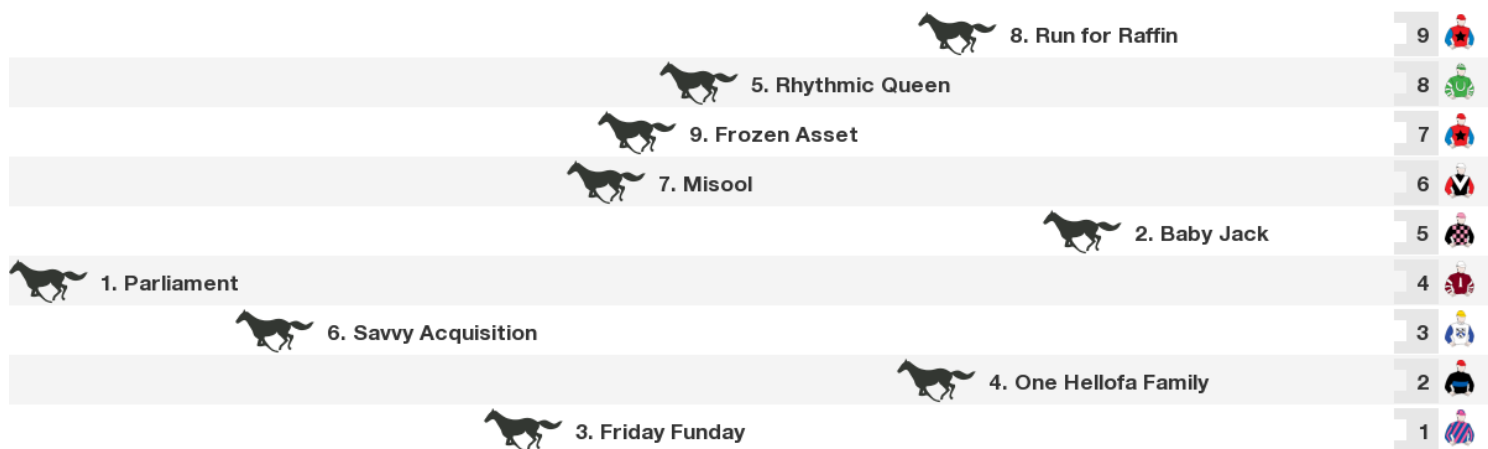 8. Run for Raffin 9
5. Rhythmic Queen 8
9. Frozen Asset 7
7. Misool 6
2. Baby Jack 5
1. Parliament 4
6. Savvy Acquisition 3
4. One Hellofa Family 2
3. Friday Funday 1